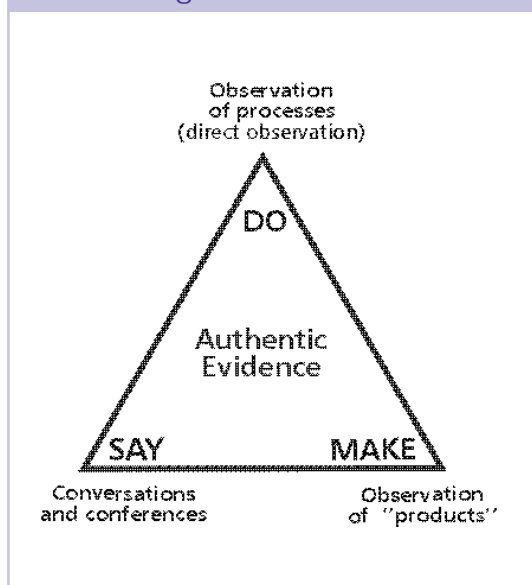 Observation
of processes
(direct observation)
DO
Authentic
Evidence
SAY
MAKE
Conversations
and conferences
Observation
of "products"